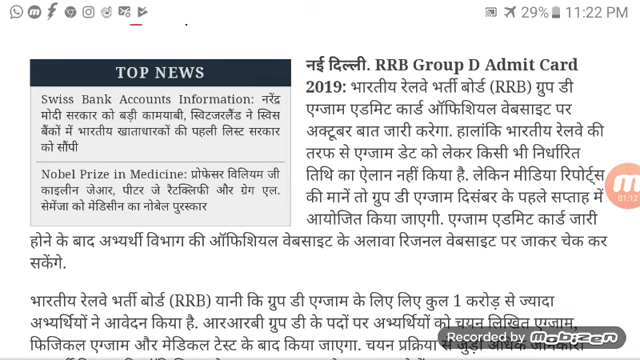 29% 11:22 PM
TOP NEWS
Swiss Bank Accounts Information: नरेंद्र
मोदी सरकार को बड़ी कामयाबी, स्विटजरलैंड ने स्विस
बैंकों में भारतीय खाताधारकों की पहली लिस्ट सरकार
को सौंपी
Nobel Prize in Medicine: प्रोफेसर विलियम जी
काइलीन जेआर, पीटर जे रैटक्लिफी और ग्रेग एल.
सेमेंजा को मेडिसीन का नोबेल पुरस्कार
नई दिल्ली. RRB Group D Admit Card
2019: भारतीय रेलवे भर्ती बोर्ड (RRB) ग्रुप डी
एग्जाम एडमिट कार्ड ऑफिशियल वेबसाइट पर
अक्टूबर बात जारी करेगा. हालांकि भारतीय रेलवे की
तरफ से एग्जाम डेट को लेकर किसी भी निर्धारित
तिथि का ऐलान नहीं किया है. लेकिन मीडिया रिपोर्ट्स
की मानें तो ग्रुप डी एग्जाम दिसंबर के पहले सप्ताह में
आयोजित किया जाएगी. एग्जाम एडमिट कार्ड जारी
होने के बाद अभ्यर्थी विभाग की ऑफिशियल वेबसाइट के अलावा रिजनल वेबसाइट पर जाकर चेक कर
सकेंगे.
भारतीय रेलवे भर्ती बोर्ड (RRB) यानी कि ग्रुप डी एग्जाम के लिए लिए कुल 1 करोड़ से ज्यादा
अभ्यर्थियों ने आवेदन किया है. आरआरबी ग्रुप डी के पदों पर अभ्यर्थियों को चयन लिखित एग्जाम,
फिजिकल एग्जाम और मेडिकल टेस्ट के बाद किया जाएगा. चयन प्रक्रिया से जुड़ी अधिक जानकारी
01:12
Recorded by
mobizen